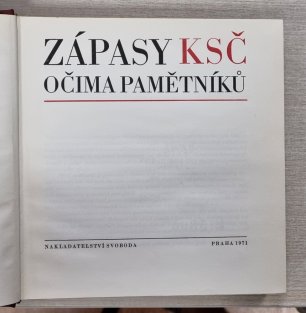 ZÁPASY KSČ
OČIMA PAMĚTNÍKŮ
NAKLADATELSTVÍ SVOBODA PRAHA 1971